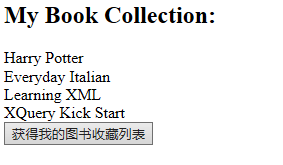 My Book Collection:
Harry Potter
Everyday Italian
Learning XML
XQuery Kick Start
获得我的图书收藏列表